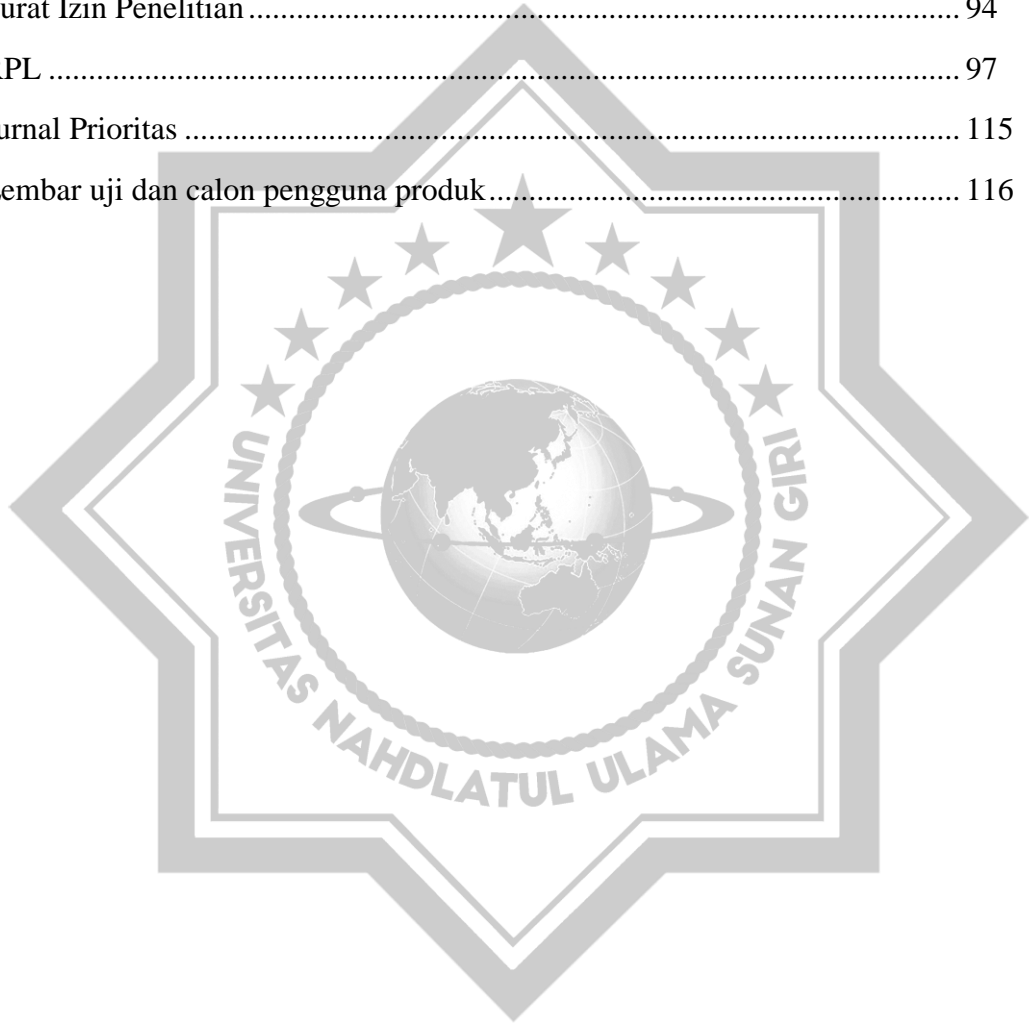 urat Izin Penelitian ........................................................................................... 94
RPL ..................................................................................................................... 97
urnal Prioritas .................................................................................................. 115
embar uji dan calon pengguna produk ............................................................ 116
UNIVERSITAS NAHDLATUL ULAMA SUNAN GIRI